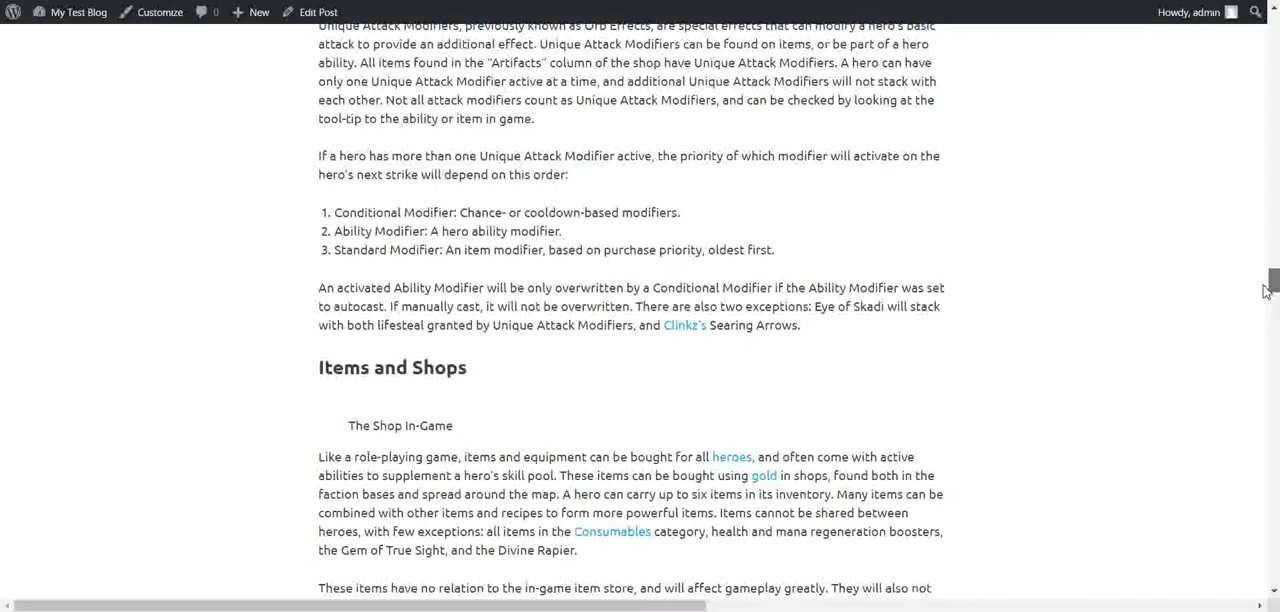 My Test Blog Customize 0 New Edit Post Howdy, admin
Unique Attack Modifiers, previously known as Orb Effects, are special effects that can modify a hero's basic
attack to provide an additional effect. Unique Attack Modifiers can be found on items, or be part of a hero
ability. All items found in the "Artifacts" column of the shop have Unique Attack Modifiers. A hero can have
only one Unique Attack Modifier active at a time, and additional Unique Attack Modifiers will not stack with
each other. Not all attack modifiers count as Unique Attack Modifiers, and can be checked by looking at the
tool-tip to the ability or item in game.
If a hero has more than one Unique Attack Modifier active, the priority of which modifier will activate on the
hero's next strike will depend on this order:
1. Conditional Modifier: Chance- or cooldown-based modifiers.
2. Ability Modifier: A hero ability modifier.
3. Standard Modifier: An item modifier, based on purchase priority, oldest first.
An activated Ability Modifier will be only overwritten by a Conditional Modifier if the Ability Modifier was set
to autocast. If manually cast, it will not be overwritten. There are also two exceptions: Eye of Skadi will stack
with both lifesteal granted by Unique Attack Modifiers, and Clinkz's Searing Arrows.
Items and Shops
The Shop In-Game
Like a role-playing game, items and equipment can be bought for all heroes, and often come with active
abilities to supplement a hero's skill pool. These items can be bought using gold in shops, found both in the
faction bases and spread around the map. A hero can carry up to six items in its inventory. Many items can be
combined with other items and recipes to form more powerful items. Items cannot be shared between
heroes, with few exceptions: all items in the Consumables category, health and mana regeneration boosters,
the Gem of True Sight, and the Divine Rapier.
These items have no relation to the in-game item store, and will affect gameplay greatly. They will also not